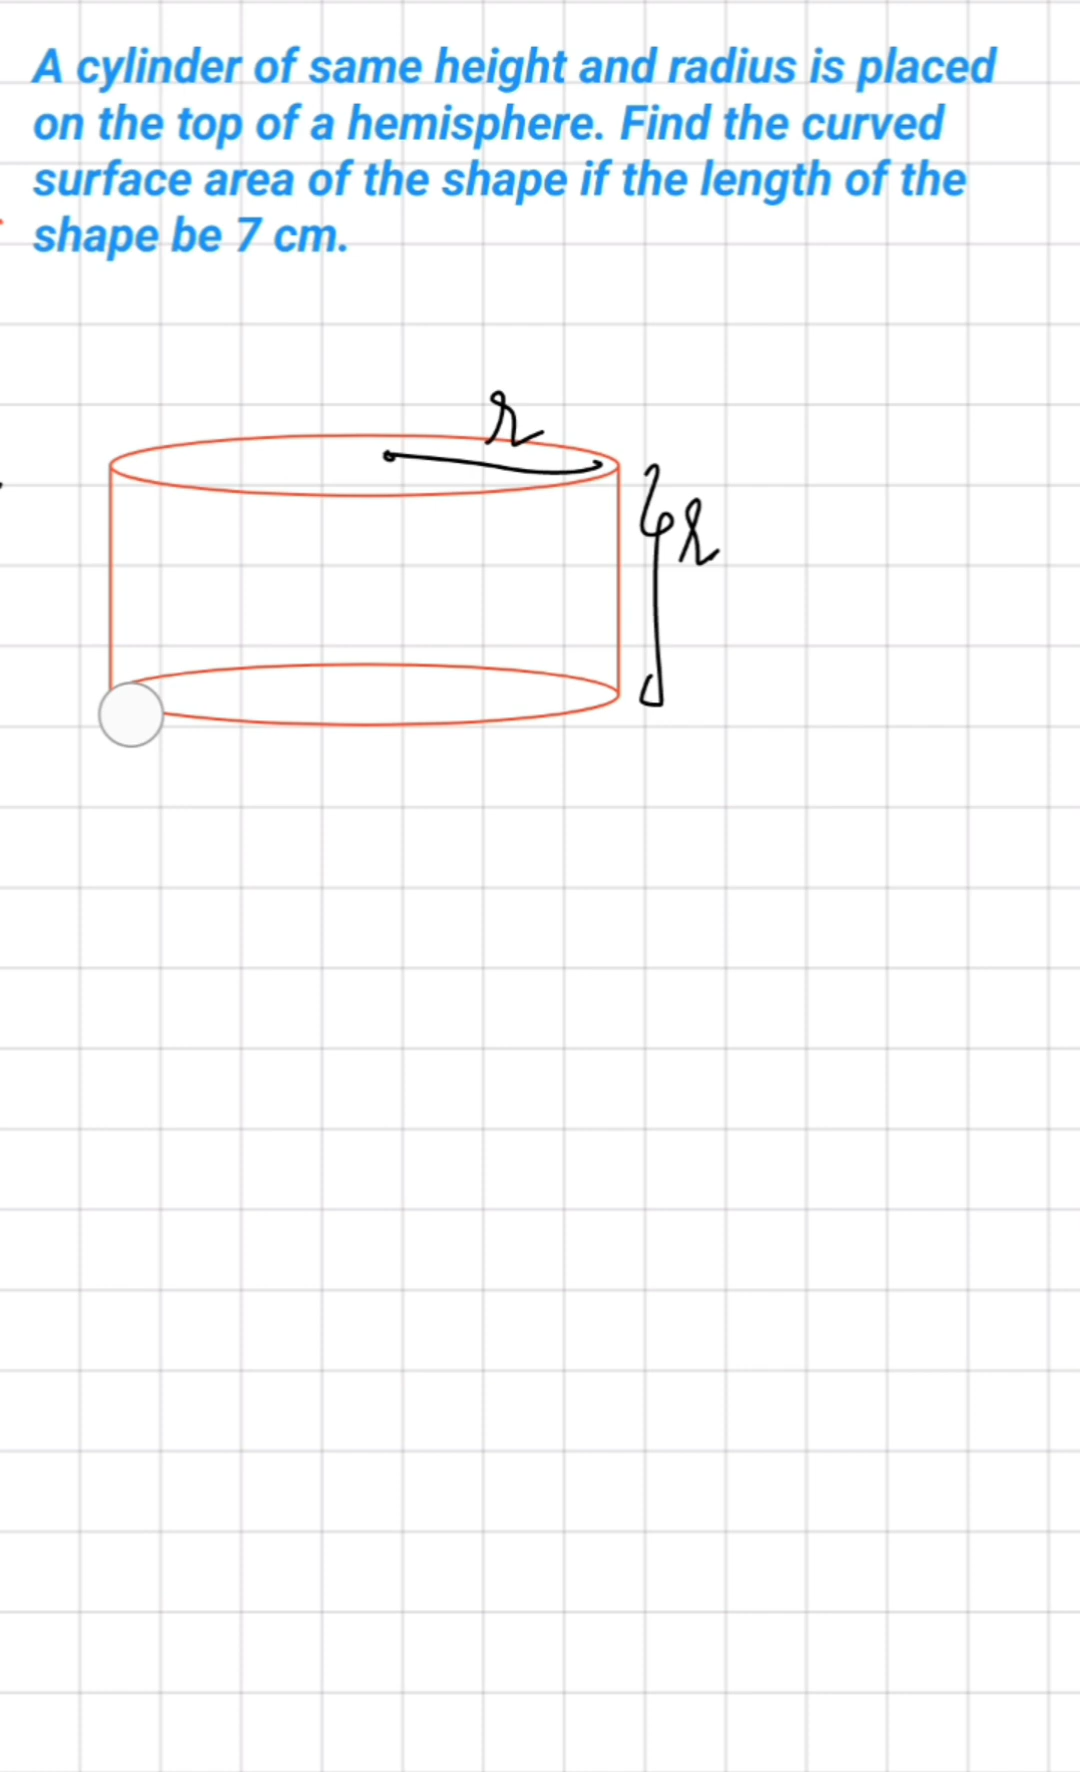 A cylinder of same height and radius is placed
on the top of a hemisphere. Find the curved
surface area of the shape if the length of the
shape be 7 cm.
r
r